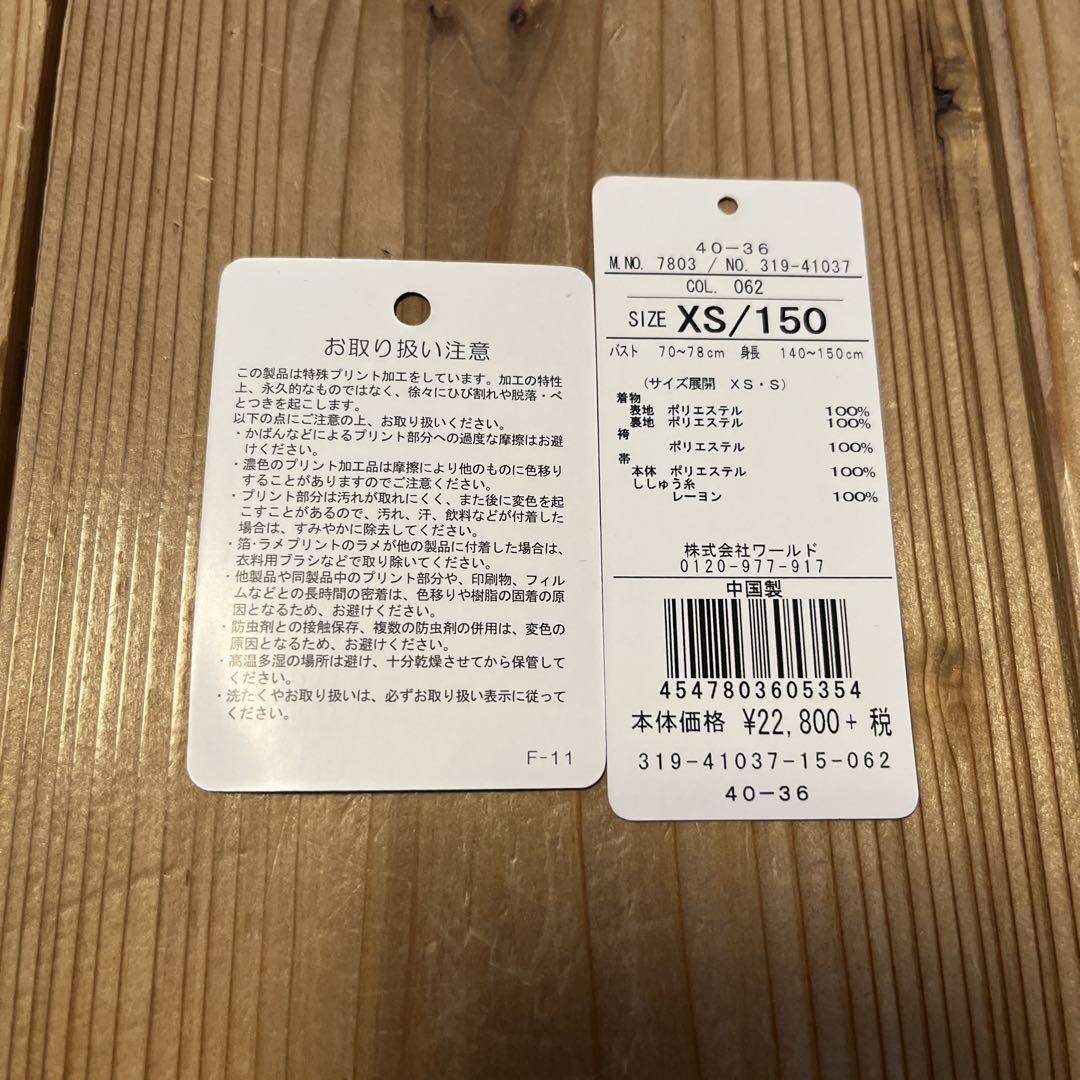 お取り扱い注意
この製品は特殊プリント加工をしています。加工の特性
上、永久的なものではなく、徐々にひび割れや脱落・べ
とつきを起こします。
以下の点にご注意の上、お取り扱いください。
・かばんなどによるプリント部分への過度な摩擦はお避
けください。
・濃色のプリント加工品は摩擦により他のものに色移り
することがありますのでご注意ください。
・プリント部分は汚れが取れにくく、また後に変色を起
こすことがあるので、汚れ、汗、飲料などが付着した
場合は、すみやかに除去してください。
・箔・ラメプリントのラメが他の製品に付着した場合は、
衣料用ブラシなどで取り除いてください。
・他製品や同製品中のプリント部分や、印刷物、フィル
ムなどとの長時間の密着は、色移りや樹脂の固着の原
因となるため、お避けください。
・防虫剤との接触保存、複数の防虫剤の併用は、変色の
原因となるため、お避けください。
・高温多湿の場所は避け、十分乾燥させてから保管して
ください。
・洗たくやお取り扱いは、必ずお取り扱い表示に従って
ください。
F-11
40-36
M.NO. 7803 / NO. 319-41037
COL. 062
SIZE XS/150
バスト 70~78cm 身長 140~150cm
(サイズ展開 XS・S)
着物
表地 ポリエステル 100%
裏地 ポリエステル 100%
袴
ポリエステル 100%
帯
本体 ポリエステル 100%
ししゅう糸
レーヨン 100%
株式会社ワールド
0120-977-917
中国製
4547803605354
本体価格 ¥22,800+ 税
319-41037-15-062
40-36